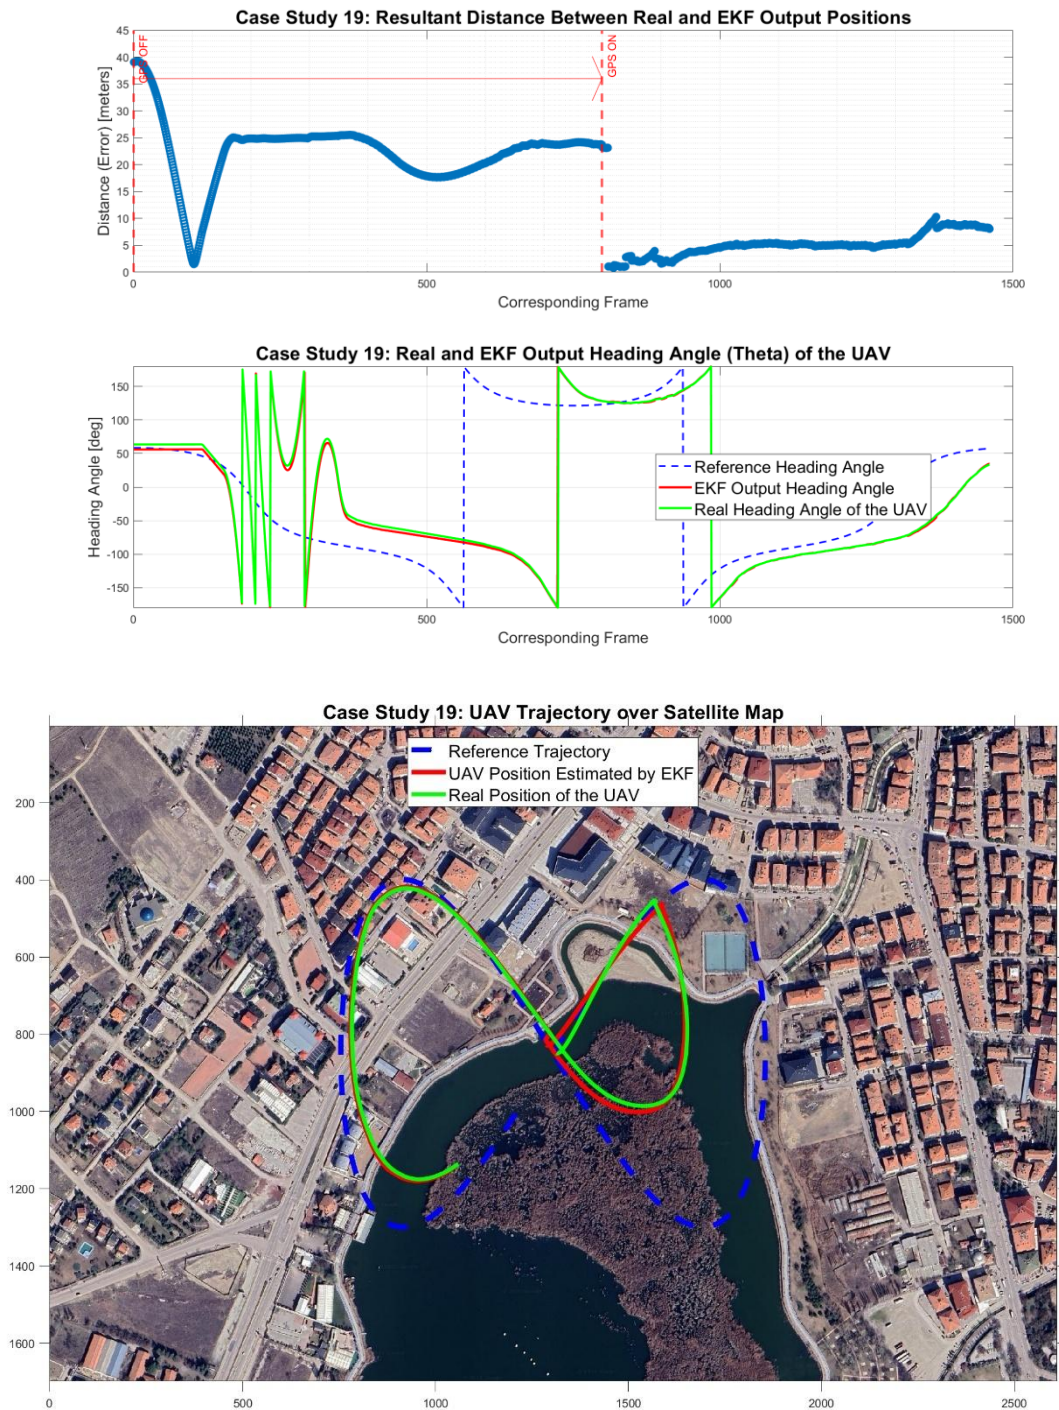 Case Study 19: Resultant Distance Between Real and EKF Output Positions
45
40
35
30
25
20
15
10
5
0
Distance (Error) [meters]
GPS OFF
GPS ON
0
500
1000
1500
Corresponding Frame
Case Study 19: Real and EKF Output Heading Angle (Theta) of the UAV
150
100
50
0
-50
-100
-150
Heading Angle [deg]
Reference Heading Angle
EKF Output Heading Angle
Real Heading Angle of the UAV
0
500
1000
1500
Corresponding Frame
Case Study 19: UAV Trajectory over Satellite Map
Reference Trajectory
UAV Position Estimated by EKF
Real Position of the UAV
200
400
600
800
1000
1200
1400
1600
0
500
1000
1500
2000
2500